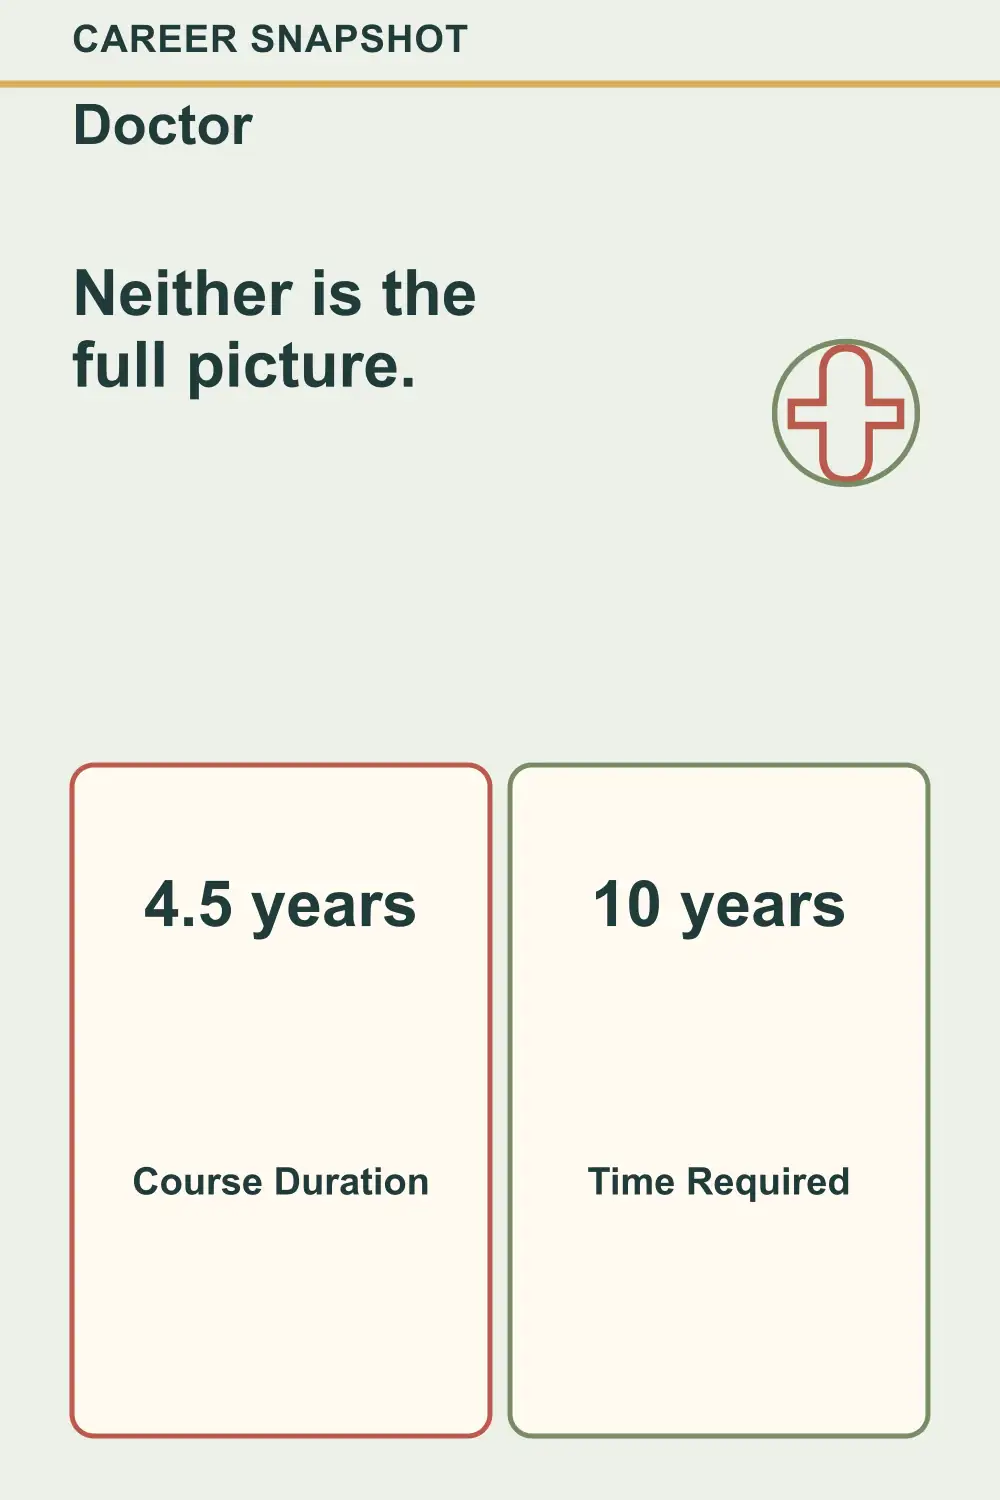 CAREER SNAPSHOT
Doctor
Neither is the
full picture.
4.5 years
10 years
Course Duration
Time Required